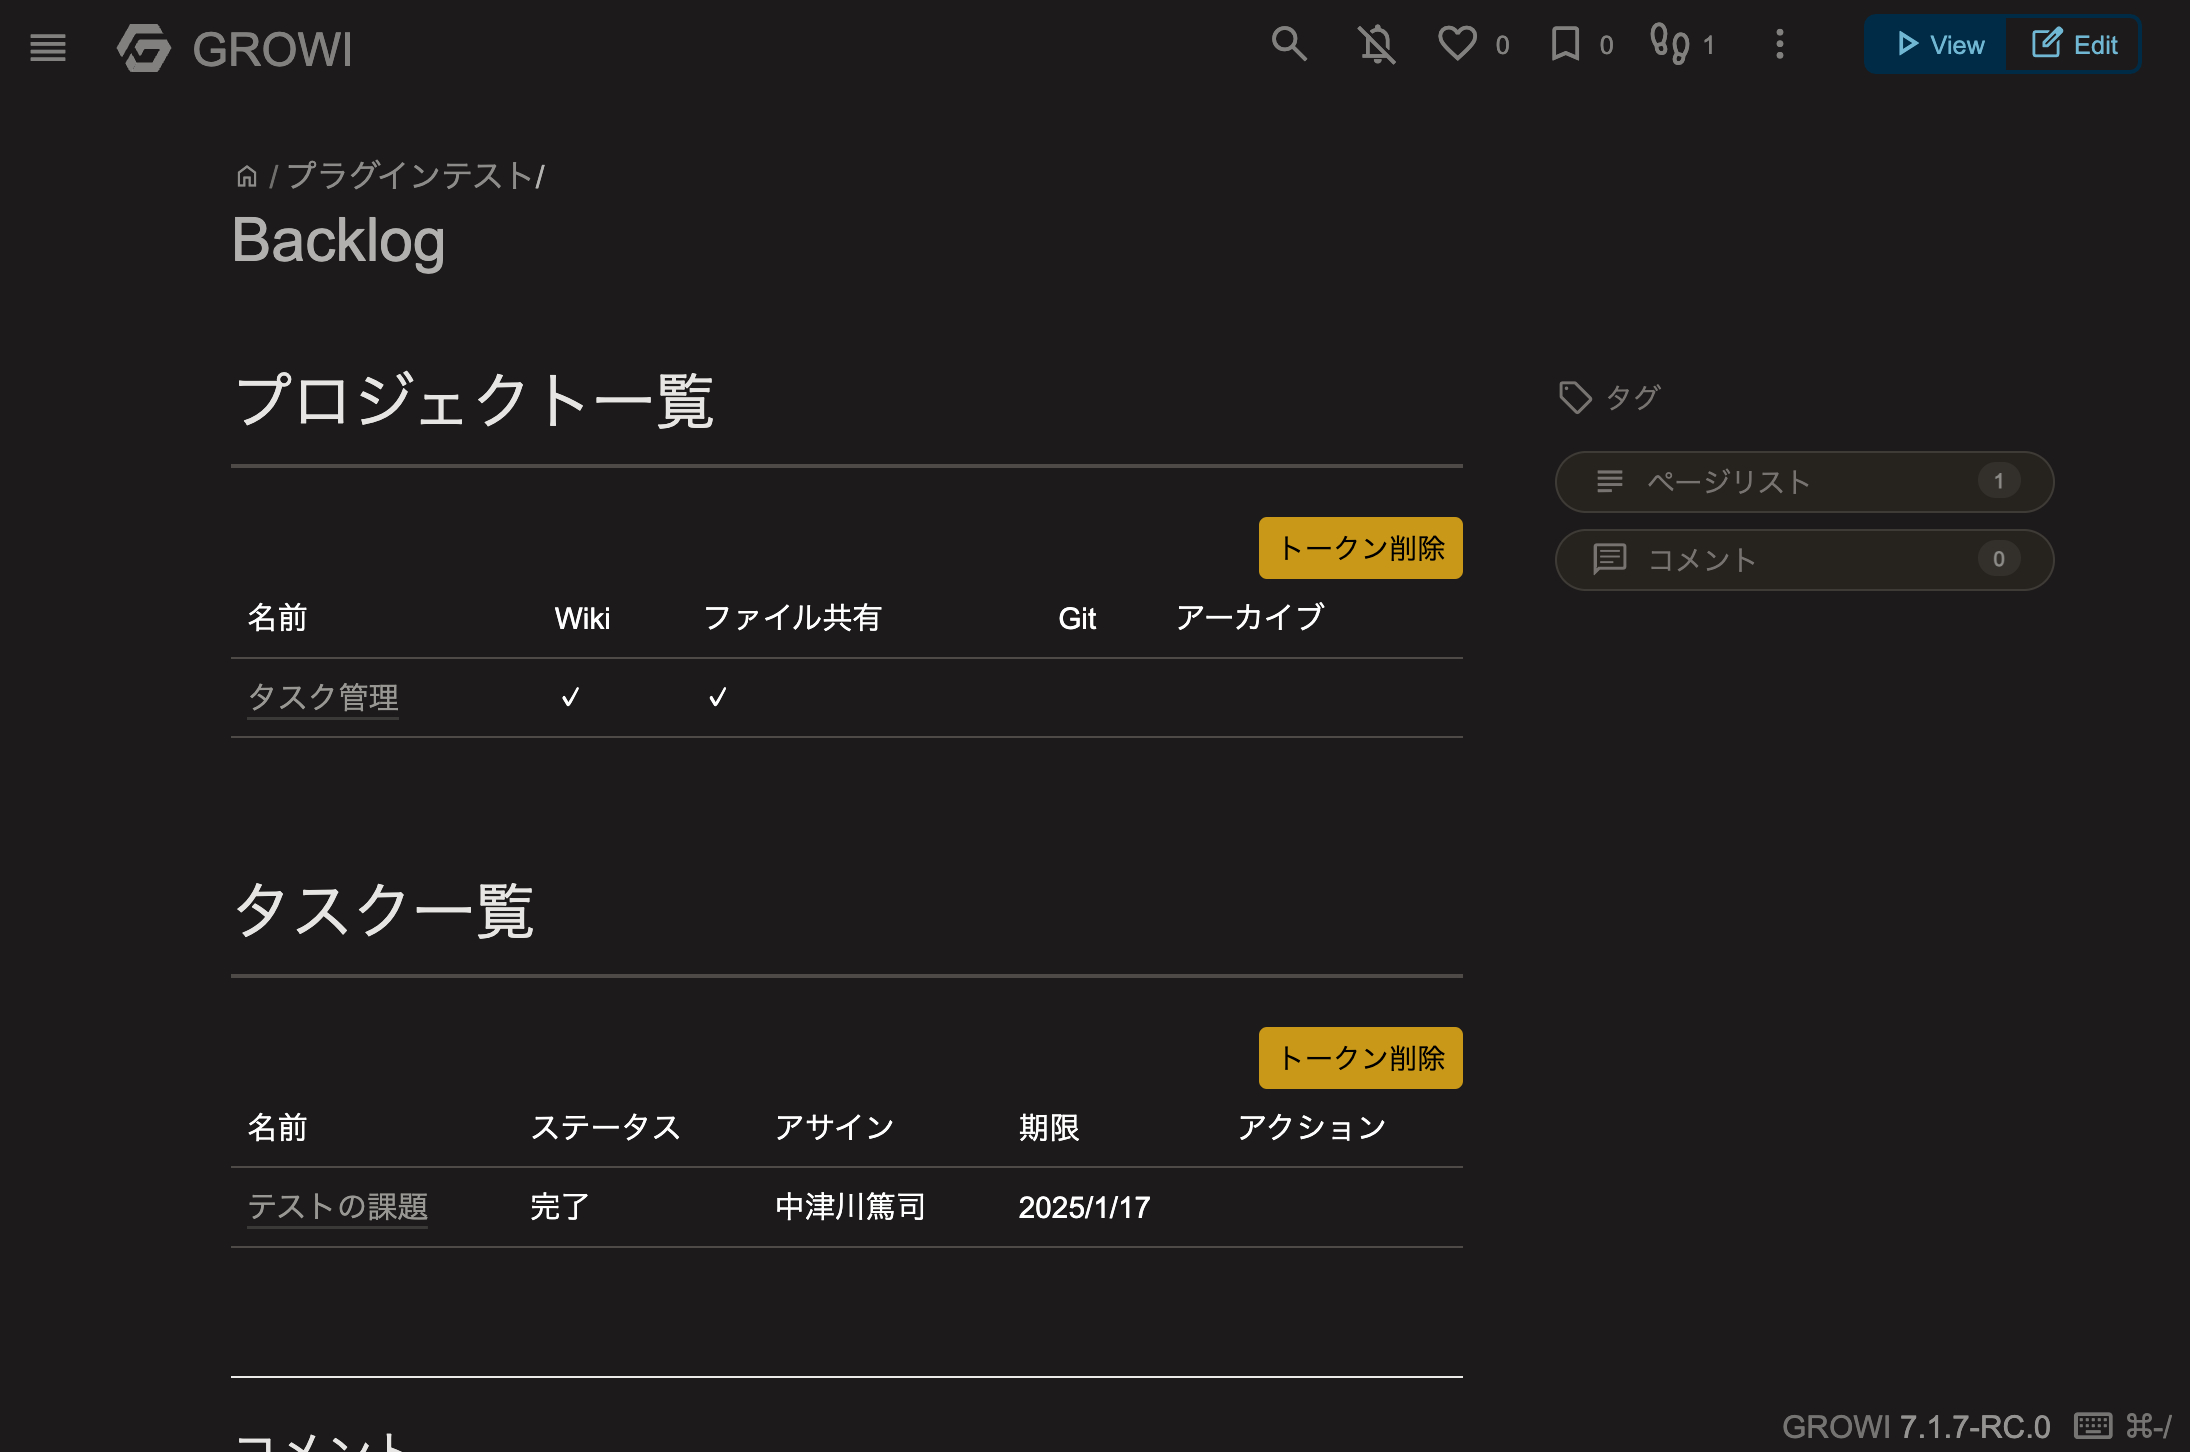 GROWI
0
0
1
View
Edit
/ プラグインテスト/
Backlog
プロジェクト一覧
トークン削除
名前 Wiki ファイル共有 Git アーカイブ
タスク管理 ✓ ✓
タスク一覧
トークン削除
名前 ステータス アサイン 期限 アクション
テストの課題 完了 中津川篤司 2025/1/17
コメント
タグ
ページリスト 1
コメント 0
GROWI 7.1.7-RC.0 ⌘-/